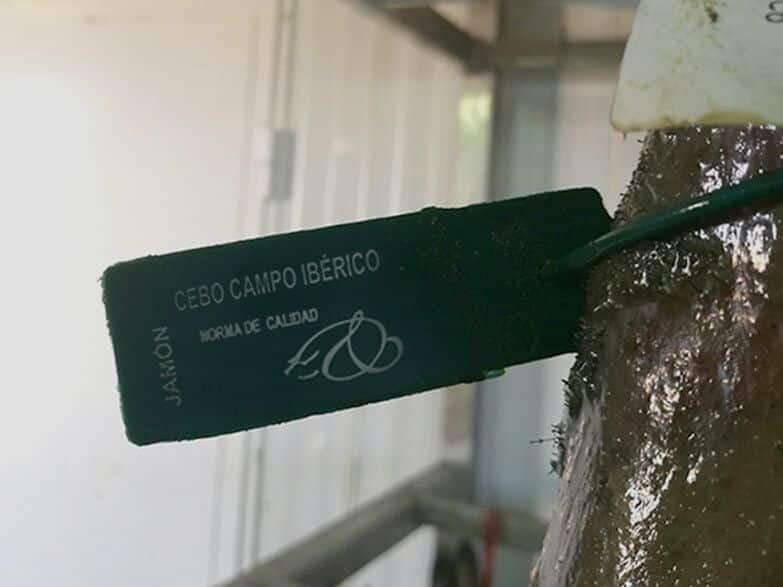 CEBO CAMPO IBÉRICO
NORMA DE CALIDAD
JAMÓN